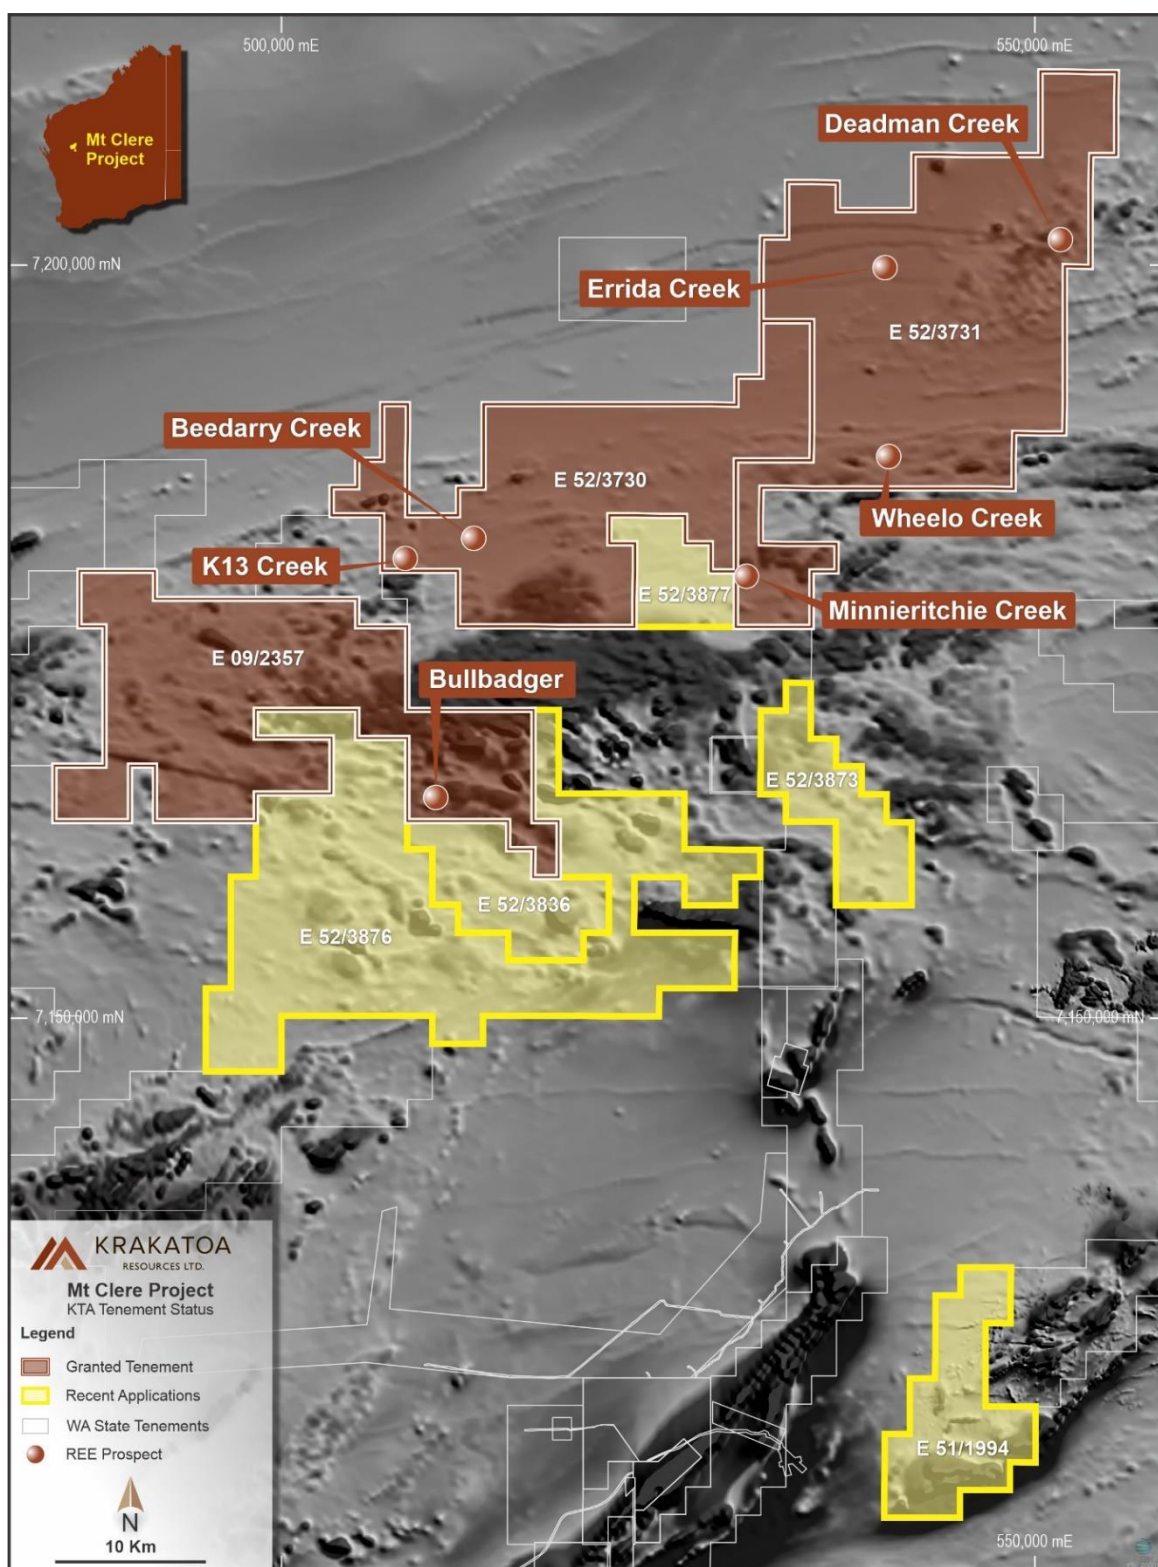 500,000 mE
550,000 mE
Mt Clere
Project
Deadman Creek
7,200,000 mN
Errida Creek
E 52/3731
Beedarry Creek
E 52/3730
Wheelo Creek
K13 Creek
E 52/3877
Minnieritchie Creek
E 09/2357
Bullbadger
E 52/3873
E 52/3836
E 52/3876
7,150,000 mN
7,150,000 mN
KRAKATOA
RESOURCES LTD.
Mt Clere Project
KTA Tenement Status
Legend
Granted Tenement
Recent Applications
WA State Tenements
REE Prospect
N
10 Km
E 51/1994
550,000 mE